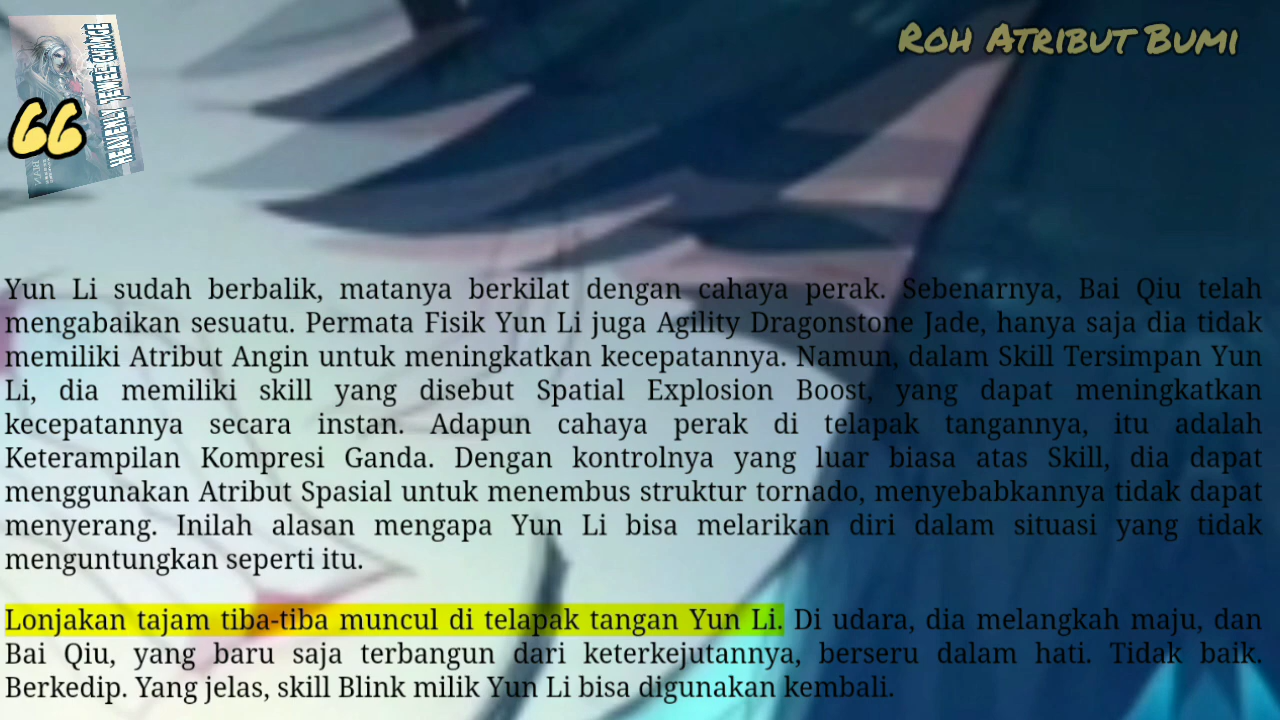 Roh Atribut Bumi
HEAVENLY JEWEL CHANGE
66
Yun Li sudah berbalik, matanya berkilat dengan cahaya perak. Sebenarnya, Bai Qiu telah
mengabaikan sesuatu. Permata Fisik Yun Li juga Agility Dragonstone Jade, hanya saja dia tidak
memiliki Atribut Angin untuk meningkatkan kecepatannya. Namun, dalam Skill Tersimpan Yun
Li, dia memiliki skill yang disebut Spatial Explosion Boost, yang dapat meningkatkan
kecepatannya secara instan. Adapun cahaya perak di telapak tangannya, itu adalah
Keterampilan Kompresi Ganda. Dengan kontrolnya yang luar biasa atas Skill, dia dapat
menggunakan Atribut Spasial untuk menembus struktur tornado, menyebabkannya tidak dapat
menyerang. Inilah alasan mengapa Yun Li bisa melarikan diri dalam situasi yang tidak
menguntungkan seperti itu.
Lonjakan tajam tiba-tiba muncul di telapak tangan Yun Li. Di udara, dia melangkah maju, dan
Bai Qiu, yang baru saja terbangun dari keterkejutannya, berseru dalam hati. Tidak baik.
Berkedip. Yang jelas, skill Blink milik Yun Li bisa digunakan kembali.